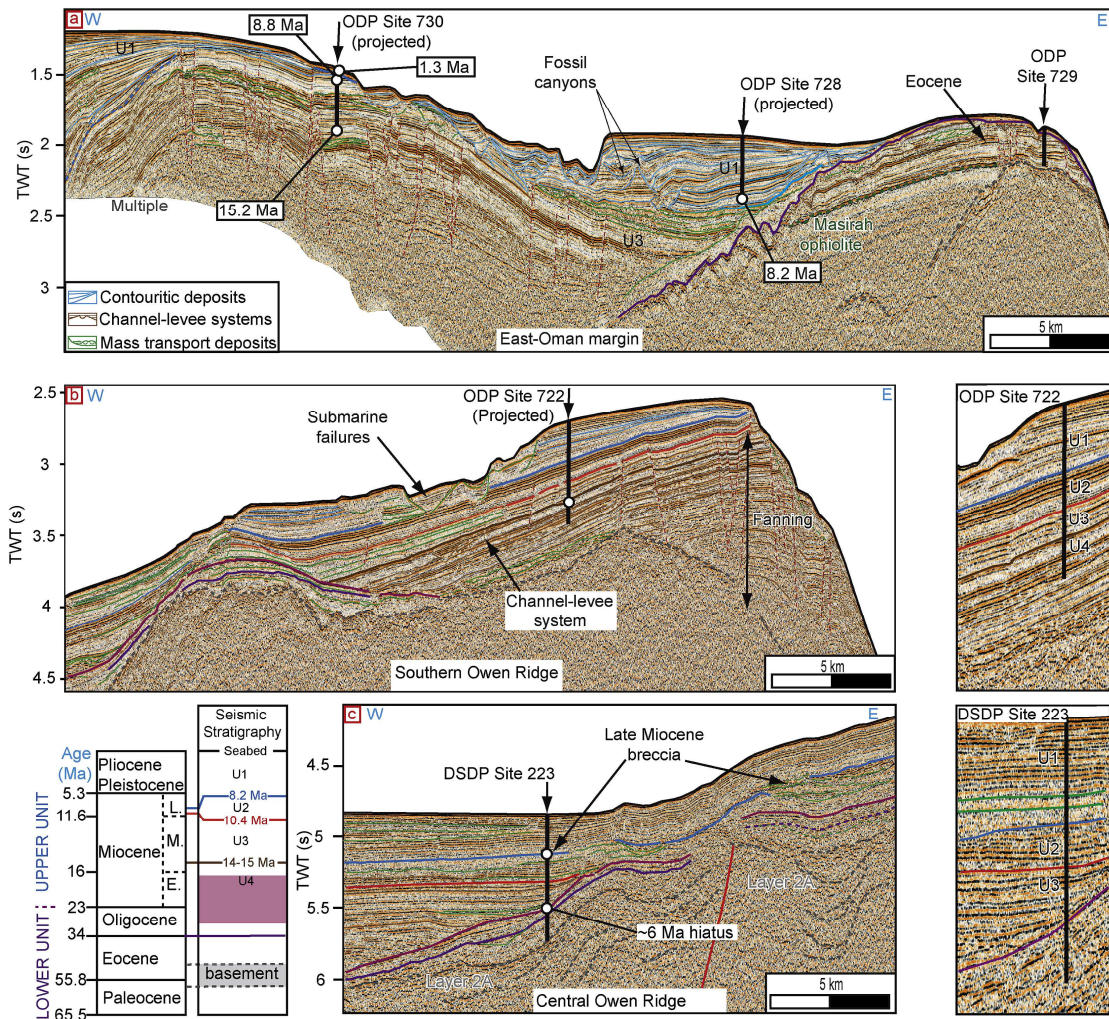 a W
E
8.8 Ma
ODP Site 730
(projected)
1.3 Ma
U1
Fossil
canyons
ODP Site 728
(projected)
Eocene
ODP
Site 729
1.5
2
2.5
3
TWT (s)
Multiple
15.2 Ma
U1
U3
Masirah
ophiolite
8.2 Ma
Contouritic deposits
Channel-levee systems
Mass transport deposits
East-Oman margin
5 km
b W
E
2.5
3
3.5
4
4.5
TWT (s)
Submarine
failures
ODP Site 722
(Projected)
Fanning
Channel-levee
system
Southern Owen Ridge
5 km
ODP Site 722
U1
U2
U3
U4
Age
(Ma)
Seismic
Stratigraphy
Seabed
Pliocene
Pleistocene
U1
5.3
L.
8.2 Ma
U2
11.6
10.4 Ma
Miocene
M.
U3
14-15 Ma
16
E.
U4
23
Oligocene
34
Eocene
basement
55.8
Paleocene
65.5
LOWER UNIT
UPPER UNIT
c W
E
4.5
5
5.5
6
TWT (s)
DSDP Site 223
Late Miocene
breccia
Layer 2A
~6 Ma hiatus
Layer 2A
Central Owen Ridge
5 km
DSDP Site 223
U1
U2
U3